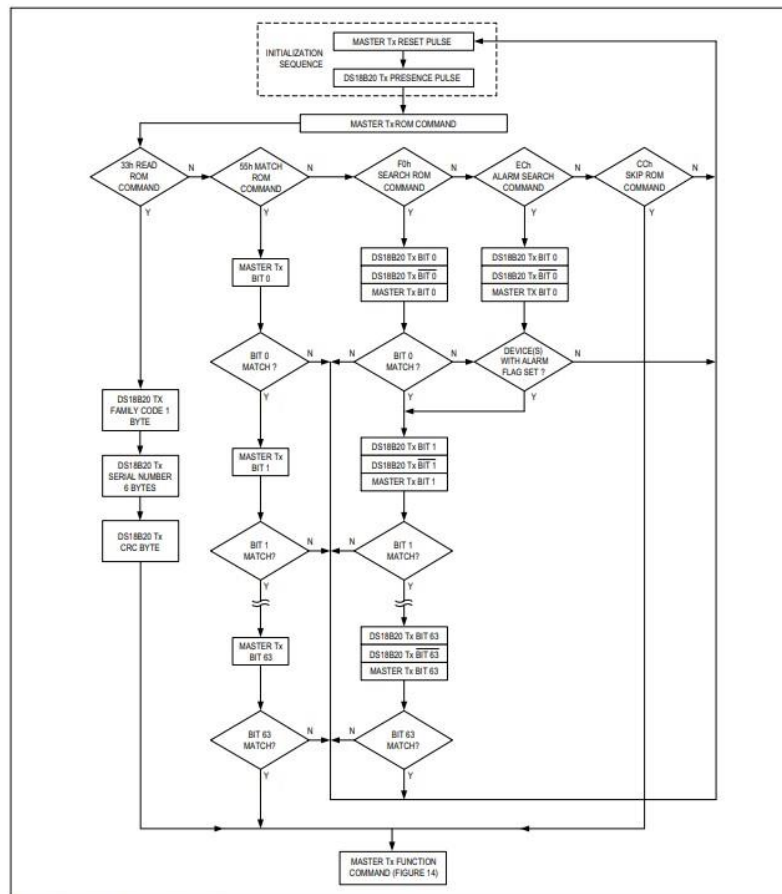 MASTER Tx RESET PULSE
INITIALIZATION
SEQUENCE
DS18B20 Tx PRESENCE PULSE
MASTER Tx ROM COMMAND
33h READ
ROM
COMMAND
N
Y
55h MATCH
ROM
COMMAND
N
Y
F0h
SEARCH ROM
COMMAND
N
Y
ECh
ALARM SEARCH
COMMAND
N
Y
CCh
SKIP ROM
COMMAND
N
Y
MASTER Tx
BIT 0
DS18B20 Tx BIT 0
DS18B20 Tx B̅I̅T̅ ̅0̅
MASTER Tx BIT 0
DS18B20 Tx BIT 0
DS18B20 Tx B̅I̅T̅ ̅0̅
MASTER TX BIT 0
BIT 0
MATCH ?
N
Y
N
BIT 0
MATCH ?
N
Y
DEVICE(S)
WITH ALARM
FLAG SET ?
N
Y
DS18B20 TX
FAMILY CODE 1
BYTE
DS18B20 Tx
SERIAL NUMBER
6 BYTES
DS18B20 Tx
CRC BYTE
MASTER Tx
BIT 1
DS18B20 Tx BIT 1
DS18B20 Tx B̅I̅T̅ ̅1̅
MASTER Tx BIT 1
BIT 1
MATCH?
N
Y
N
BIT 1
MATCH?
Y
MASTER Tx
BIT 63
DS18B20 Tx BIT 63
DS18B20 Tx B̅I̅T̅ ̅6̅3̅
MASTER Tx BIT 63
BIT 63
MATCH?
N
Y
N
BIT 63
MATCH?
Y
MASTER Tx FUNCTION
COMMAND (FIGURE 14)